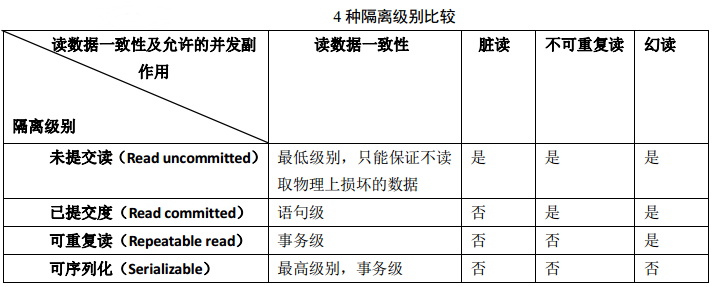 4 种隔离级别比较
读数据一致性及允许的并发副
作用
隔离级别
读数据一致性
脏读
不可重复读
幻读
未提交读（Read uncommitted）
最低级别，只能保证不读
取物理上损坏的数据
是
是
是
已提交度（Read committed）
语句级
否
是
是
可重复读（Repeatable read）
事务级
否
否
是
可序列化（Serializable）
最高级别，事务级
否
否
否